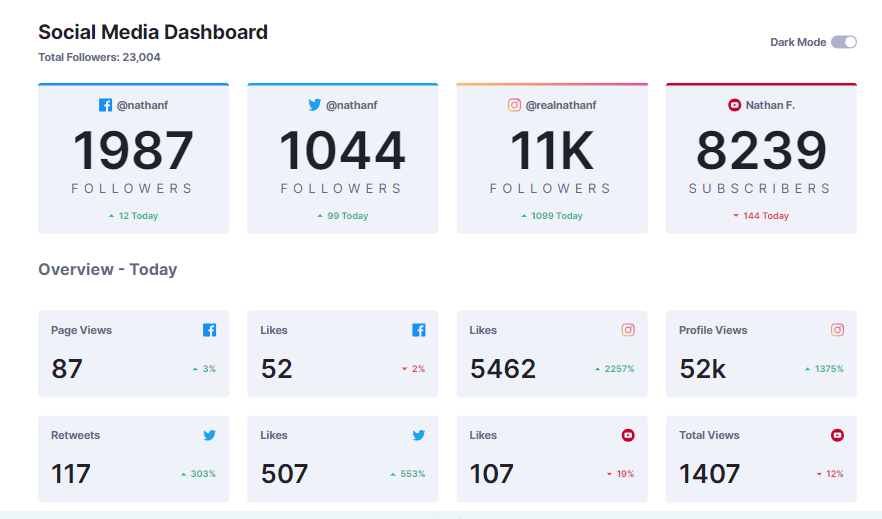 Social Media Dashboard
Total Followers: 23,004
Dark Mode
@nathanf
1987
FOLLOWERS
12 Today
@nathanf
1044
FOLLOWERS
99 Today
@realnathanf
11K
FOLLOWERS
1099 Today
Nathan F.
8239
SUBSCRIBERS
144 Today
Overview - Today
Page Views
87
3%
Likes
52
2%
Likes
5462
2257%
Profile Views
52k
1375%
Retweets
117
303%
Likes
507
553%
Likes
107
19%
Total Views
1407
12%